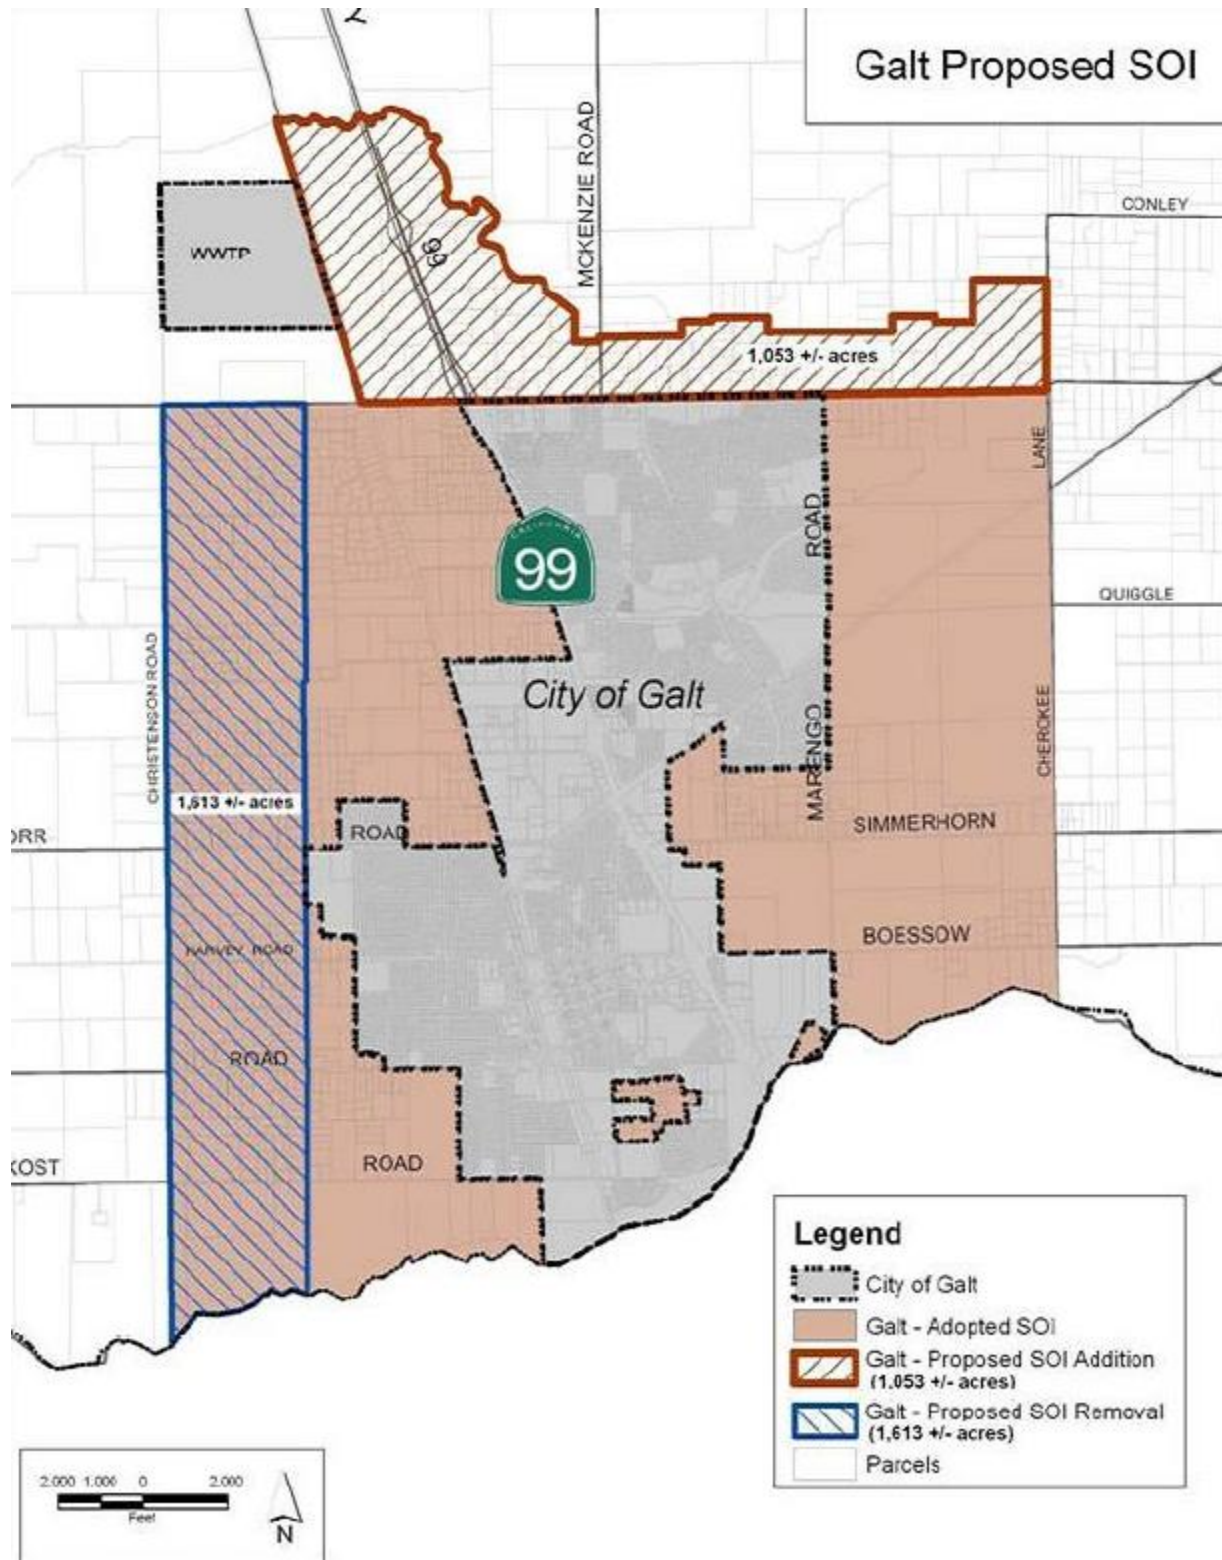 Y
Galt Proposed SOI
MCKENZIE ROAD
CONLEY
WWTP
99
1,053 +/- acres
LANE
ROAD
CALIFORNIA
99
QUIGGLE
CHRISTENSON ROAD
City of Galt
MARENGO
CHEROKEE
1,613 +/- acres
ORR
ROAD
SIMMERHORN
HARVEY ROAD
BOESSOW
ROAD
KOST
ROAD
Legend
City of Galt
Galt - Adopted SOI
Galt - Proposed SOI Addition
(1,053 +/- acres)
Galt - Proposed SOI Removal
(1,613 +/- acres)
Parcels
2,000 1,000 0 2,000
Feet
N